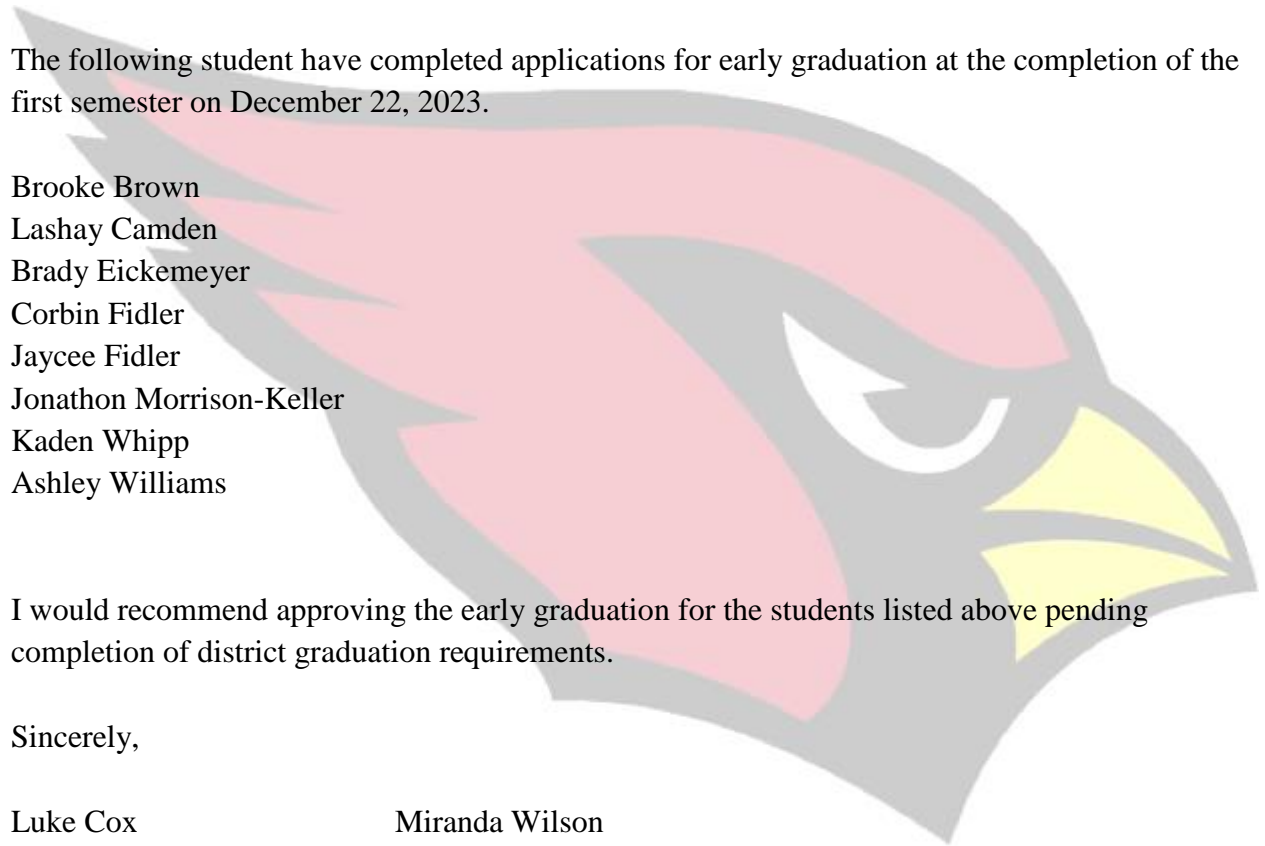 The following student have completed applications for early graduation at the completion of the
first semester on December 22, 2023.
Brooke Brown
Lashay Camden
Brady Eickemeyer
Corbin Fidler
Jaycee Fidler
Jonathon Morrison-Keller
Kaden Whipp
Ashley Williams
I would recommend approving the early graduation for the students listed above pending
completion of district graduation requirements.
Sincerely,
Luke Cox Miranda Wilson